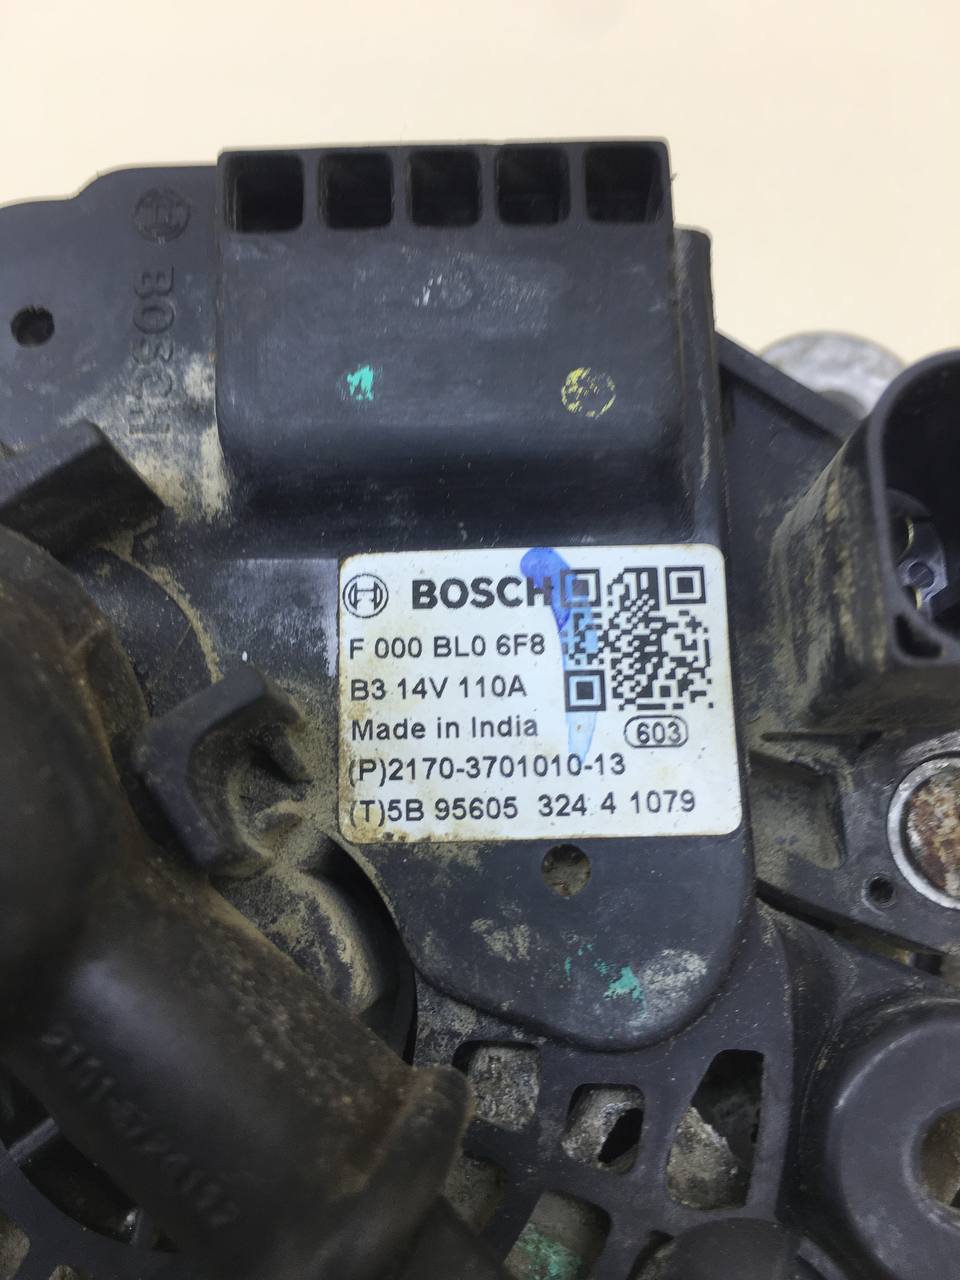 BOSCH
BOSCH
F 000 BL0 6F8
B3 14V 110A
Made in India
603
(P)2170-3701010-13
(T)5B 95605 324 4 1079